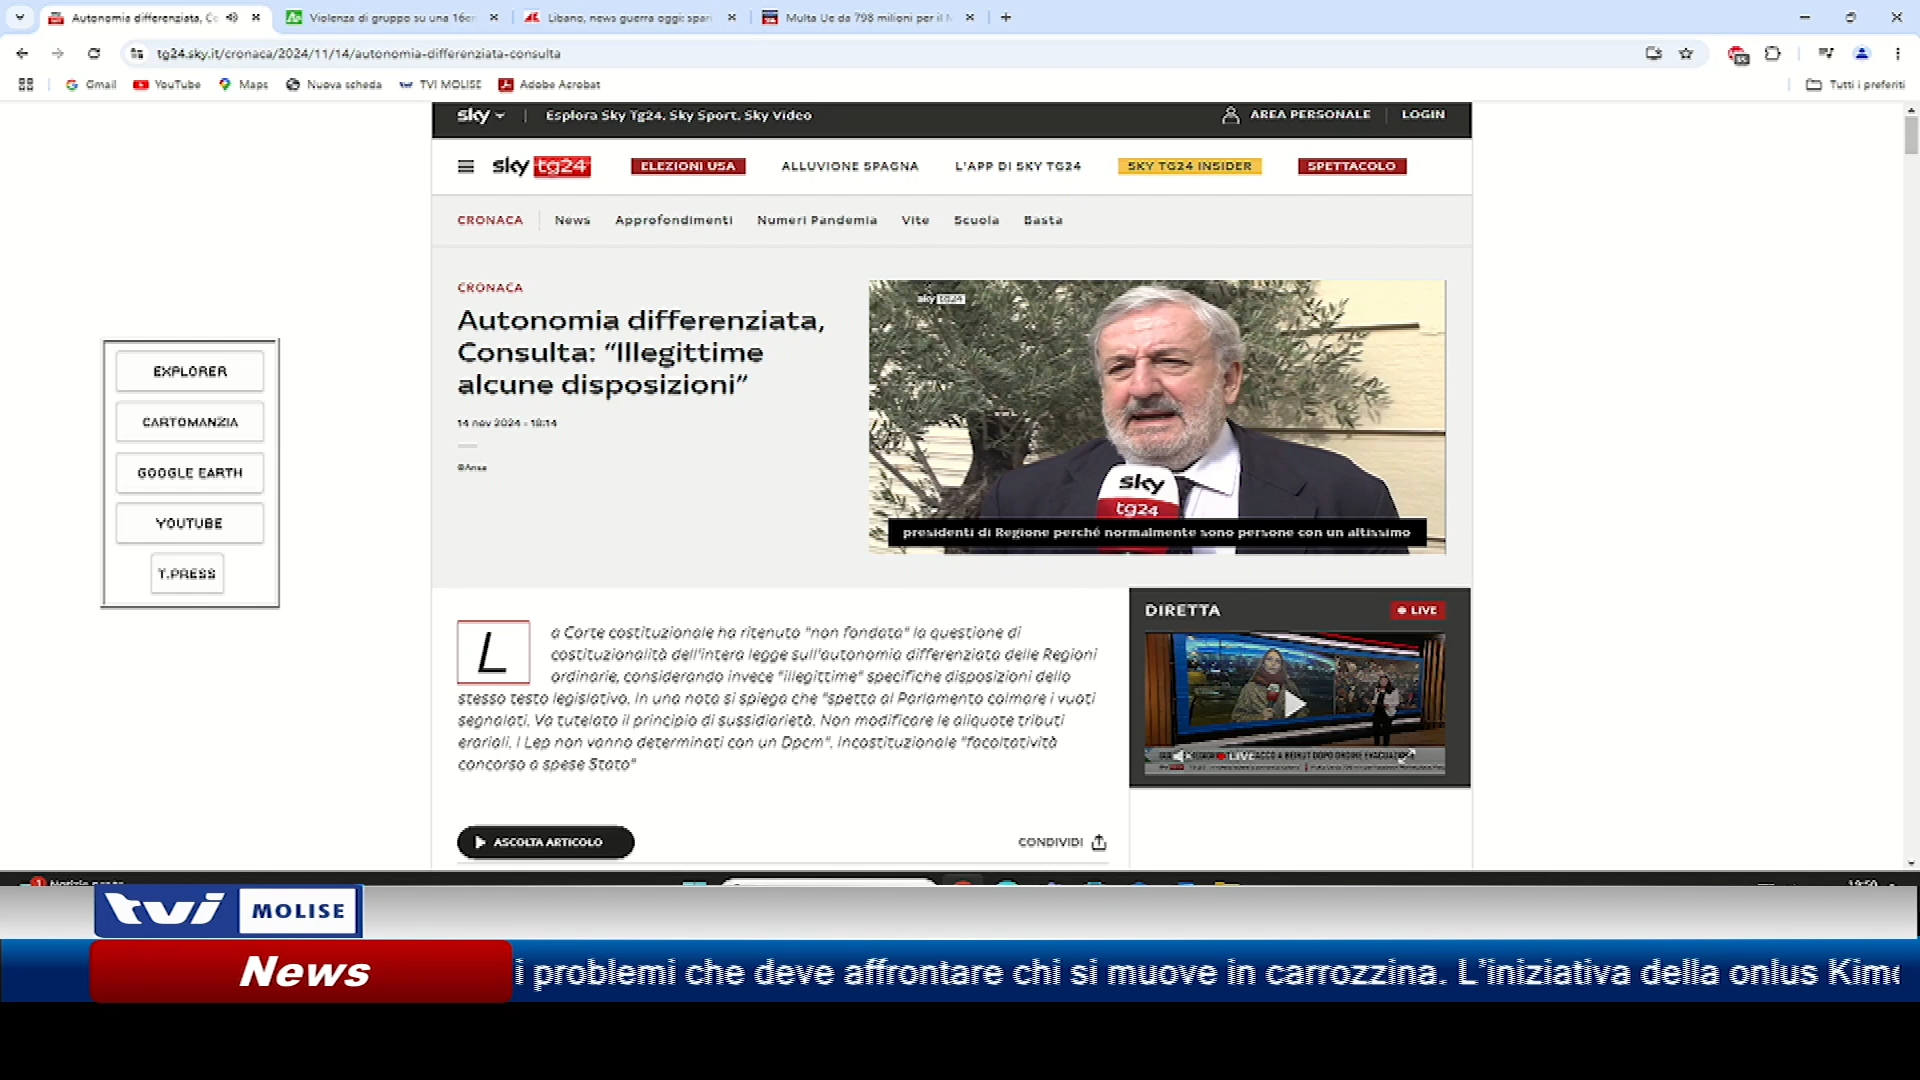 Autonomia differenziata, Co
Violenza di gruppo su una 16en
Libano, news guerra oggi: spari
Multa Ue da 798 milioni per il M
tg24.sky.it/cronaca/2024/11/14/autonomia-differenziata-consulta
Gmail
YouTube
Maps
Nuova scheda
TVI MOLISE
Adobe Acrobat
Tutti i preferiti
sky
Esplora Sky Tg24, Sky Sport, Sky Video
AREA PERSONALE
LOGIN
sky tg24
ELEZIONI USA
ALLUVIONE SPAGNA
L'APP DI SKY TG24
SKY TG24 INSIDER
SPETTACOLO
CRONACA
News
Approfondimenti
Numeri Pandemia
Vite
Scuola
Basta
CRONACA
Autonomia differenziata,
Consulta: “Illegittime
alcune disposizioni”
14 nov 2024 - 18:14
©Ansa
sky tg24
sky
tg24
presidenti di Regione perché normalmente sono persone con un altissimo
EXPLORER
CARTOMANZIA
GOOGLE EARTH
YOUTUBE
T.PRESS
La Corte costituzionale ha ritenuto "non fondata" la questione di
costituzionalità dell'intera legge sull'autonomia differenziata delle Regioni
ordinarie, considerando invece "illegittime" specifiche disposizioni dello
stesso testo legislativo. In una nota si spiega che "spetta al Parlamento colmare i vuoti
segnalati. Va tutelato il principio di sussidiarietà. Non modificare le aliquote tributi
erariali. I Lep non vanno determinati con un Dpcm". Incostituzionale "facoltatività
concorso a spese Stato"
DIRETTA
LIVE
LIVE
ASCOLTA ARTICOLO
CONDIVIDI
tvi MOLISE
News
i problemi che deve affrontare chi si muove in carrozzina. L'iniziativa della onlus Kim